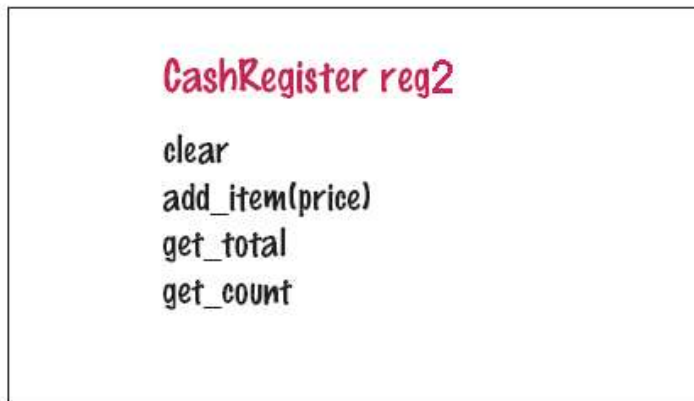 CashRegister reg2
clear
add_item(price)
get_total
get_count